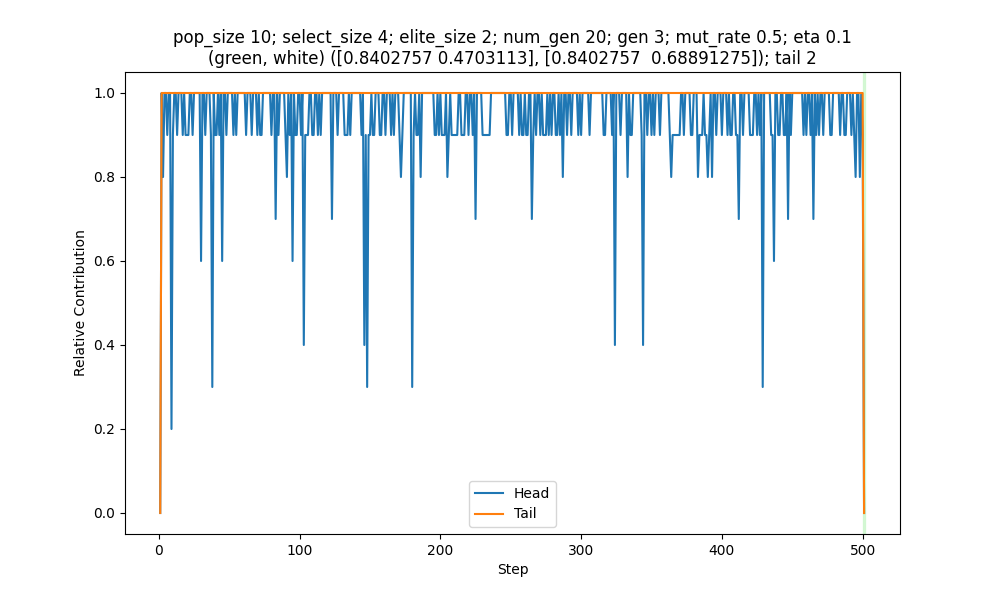 pop_size 10; select_size 4; elite_size 2; num_gen 20; gen 3; mut_rate 0.5; eta 0.1
(green, white) ([0.8402757 0.4703113], [0.8402757  0.68891275]); tail 2
1.0
0.8
0.6
0.4
0.2
0.0
Relative Contribution
Head
Tail
0
100
200
300
400
500
Step